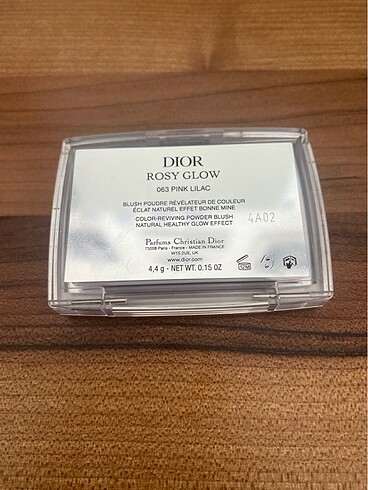 DIOR
ROSY GLOW
063 PINK LILAC
BLUSH POUDRE RÉVÉLATEUR DE COULEUR
ÉCLAT NATUREL EFFET BONNE MINE
COLOR-REVIVING POWDER BLUSH
NATURAL HEALTHY GLOW EFFECT
4A02
Parfums Christian Dior
75008 Paris - France - MADE IN FRANCE
W1S 2UE, UK
www.dior.com
4,4 g - NET WT. 0.15 OZ
12M